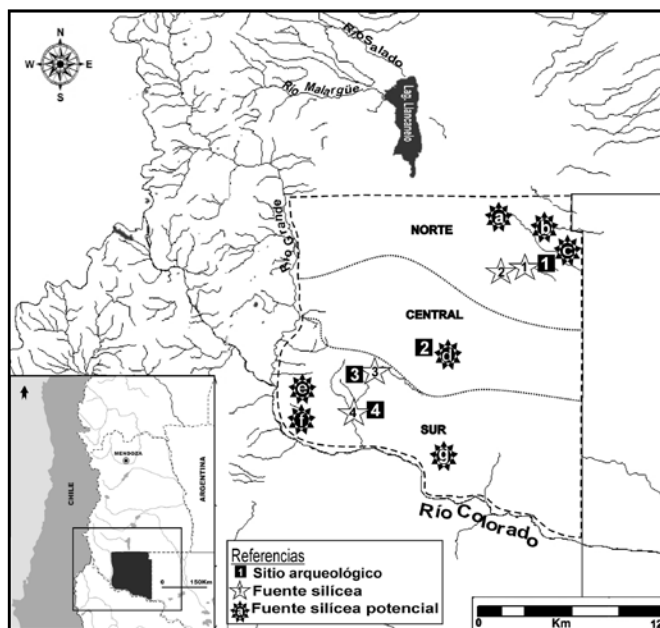 N
W E
S
Río Salado
Río Malargüe
Lag. Llancanelo
Río Grande
NORTE
a
b
c
2 1 1
CENTRAL
2 d
3 3
e
4 4
f
SUR
g
Río Colorado
MENDOZA
CHILE
ARGENTINA
0 150Km
Referencias
1 Sitio arqueológico
Fuente silícea
a Fuente silícea potencial
0 12
Km